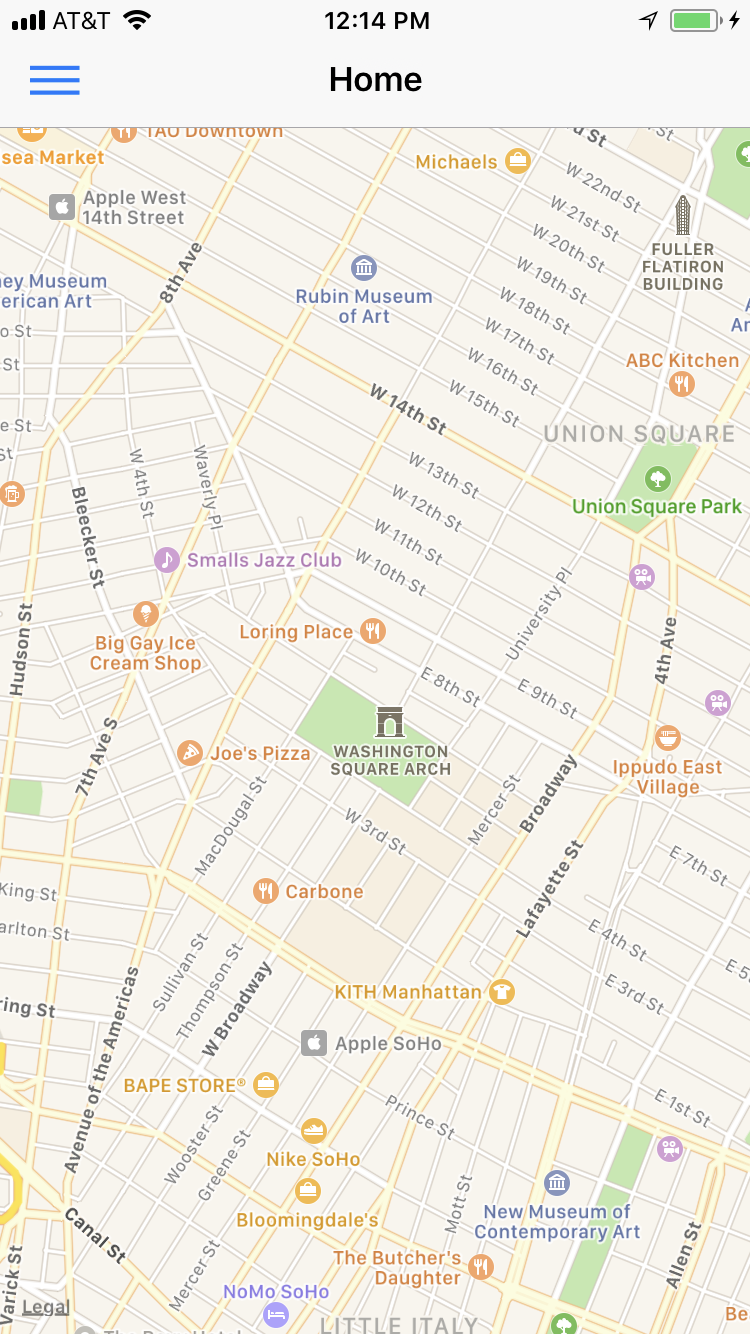 AT&T
12:14 PM
Home
TAO Downtown
sea Market
Michaels
W 22nd St
Apple West
14th Street
W 21st St
W 20th St
8th Ave
FULLER
FLATIRON
BUILDING
W 19th St
ney Museum
erican Art
Rubin Museum
of Art
W 18th St
W 17th St
W 16th St
ABC Kitchen
W 15th St
W 14th St
UNION SQUARE
W 4th St
Waverly Pl
W 13th St
Bleecker St
W 12th St
Union Square Park
W 11th St
Smalls Jazz Club
W 10th St
University Pl
Hudson St
Big Gay Ice
Cream Shop
Loring Place
4th Ave
E 8th St
E 9th St
7th Ave S
Joe's Pizza
WASHINGTON
SQUARE ARCH
Ippudo East
Village
MacDougal St
Mercer St
Broadway
W 3rd St
Lafayette St
E 7th St
King St
Carbone
arlton St
Sullivan St
Thompson St
W Broadway
E 4th St
KITH Manhattan
E 3rd St
ring St
Avenue of the Americas
Apple SoHo
BAPE STORE®
Prince St
E 1st St
Wooster St
Greene St
Nike SoHo
Mott St
New Museum of
Contemporary Art
Bloomingdale's
Canal St
Allen St
The Butcher's
Daughter
Mercer St
Varick St
NoMo SoHo
Legal
LITTLE ITALY